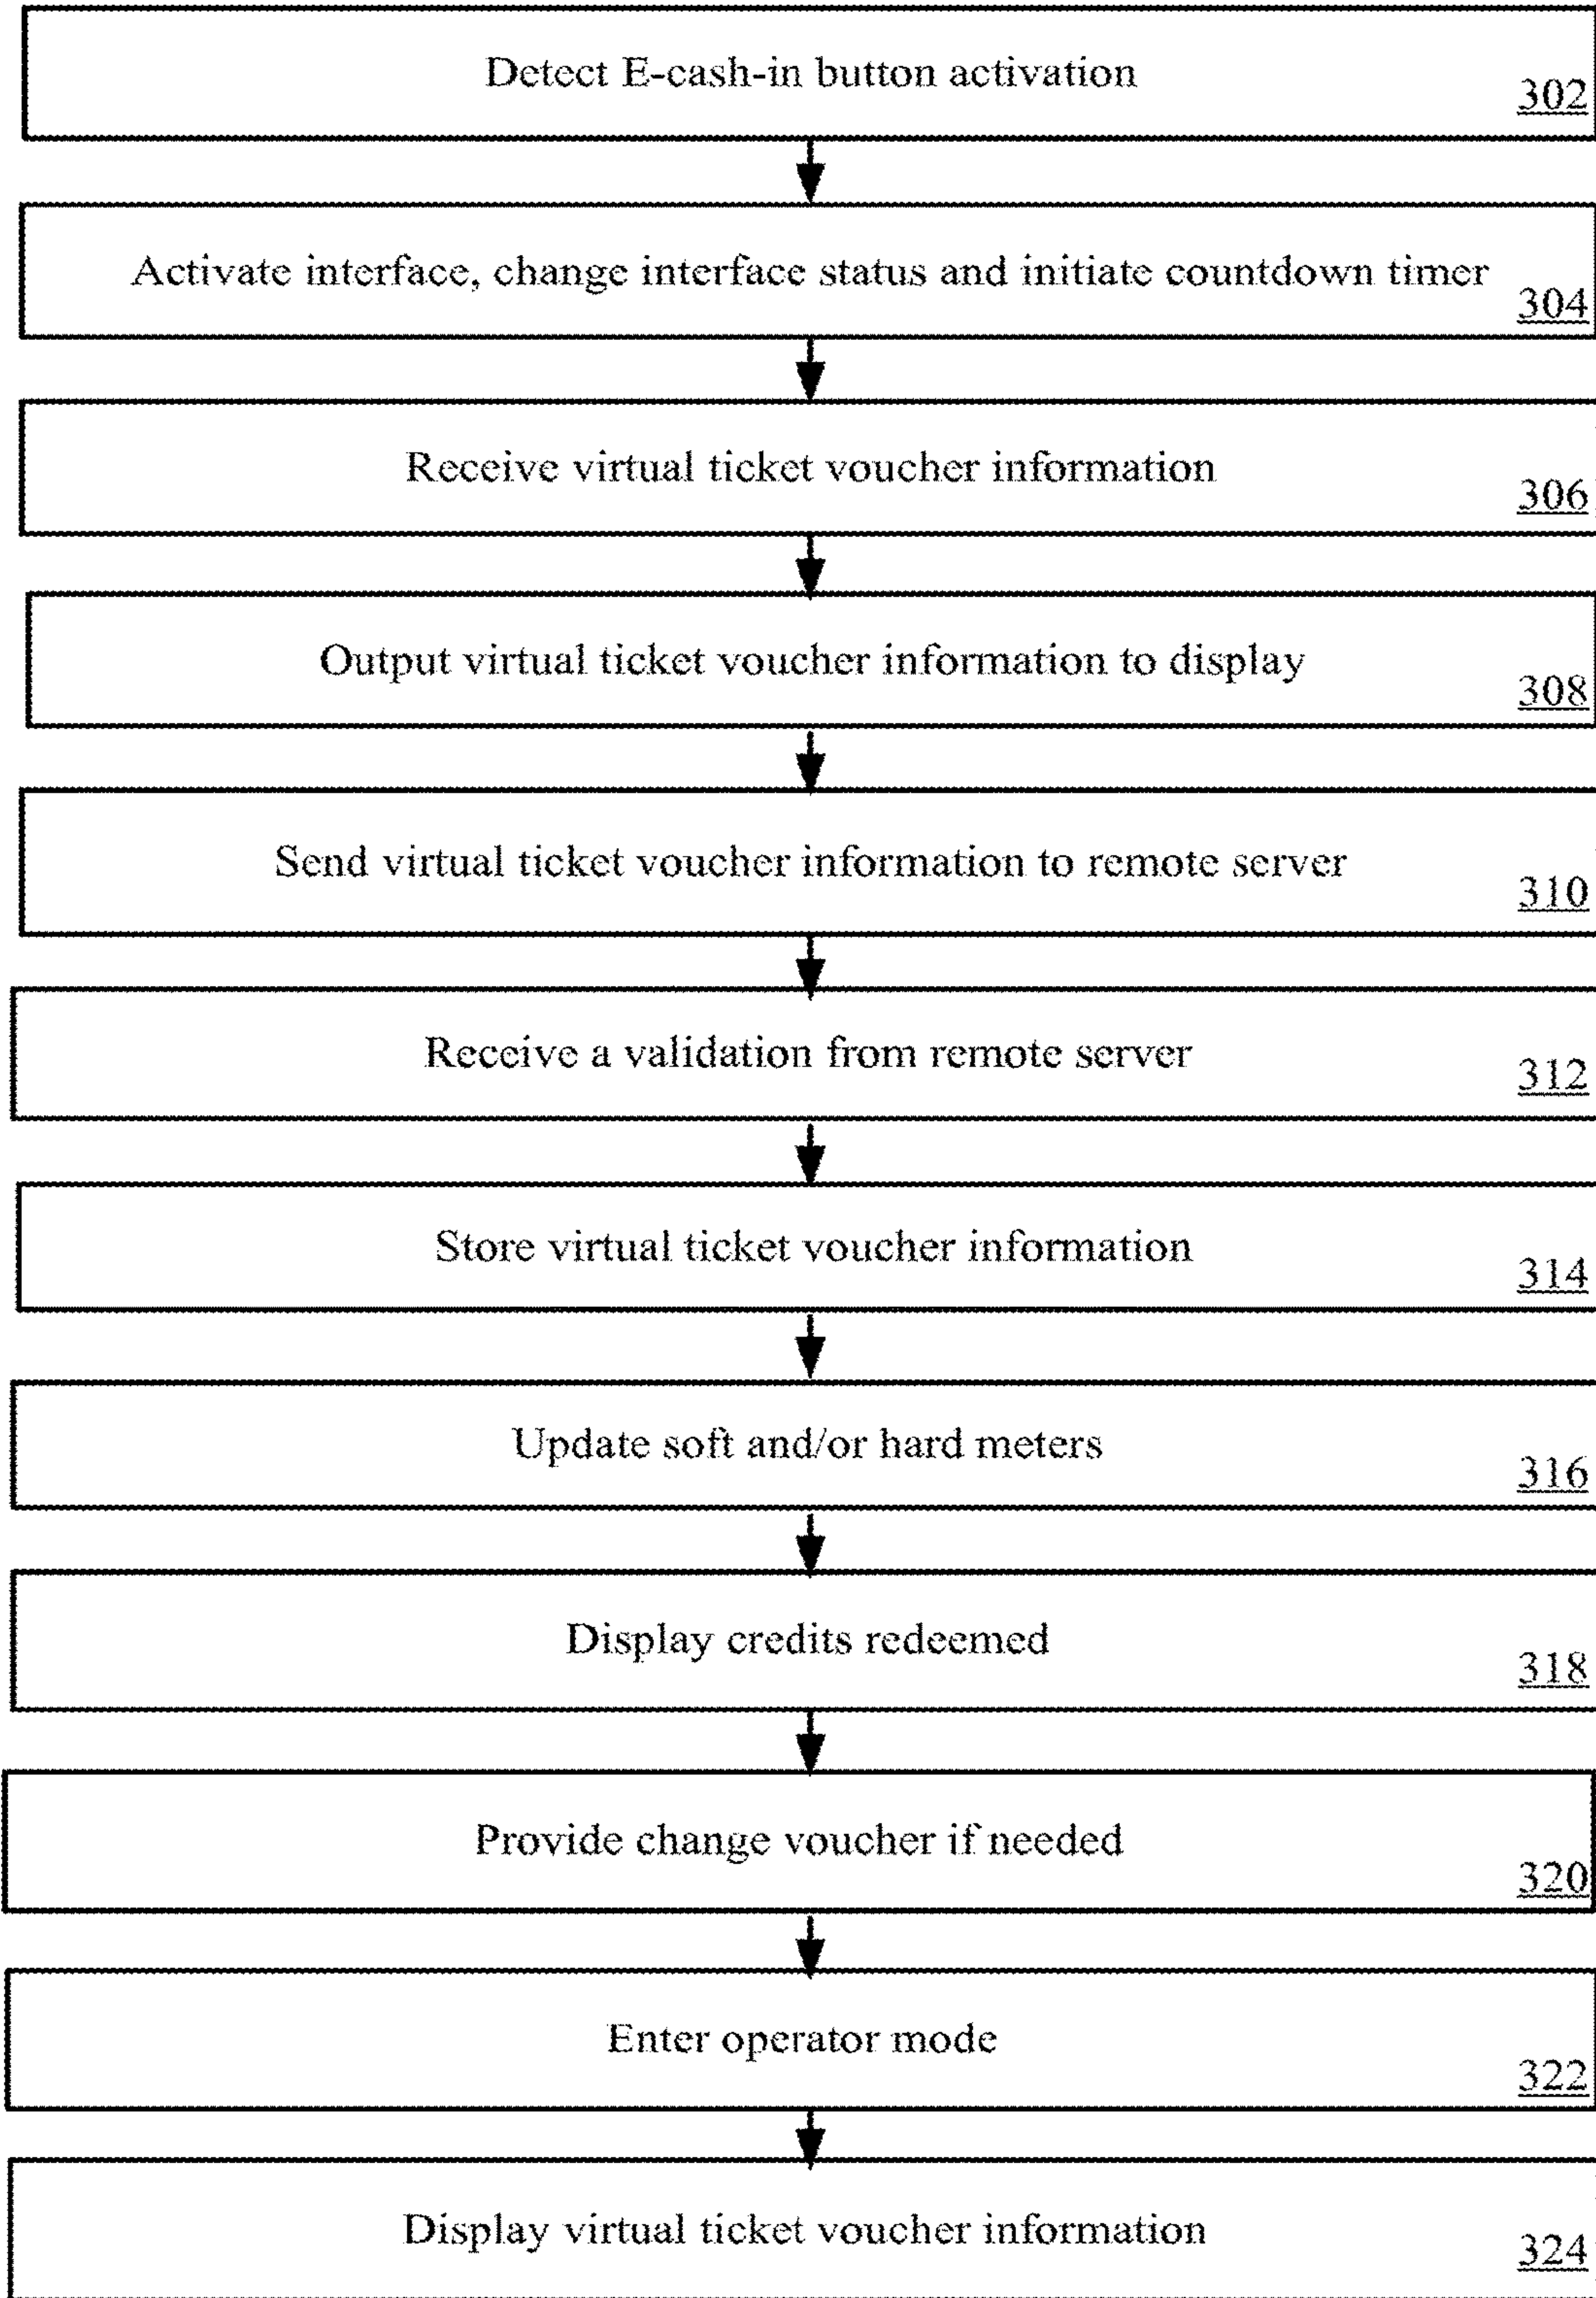 Detect E-cash-in button activation
302
Activate interface, change interface status and initiate countdown timer
304
Receive virtual ticket voucher information
306
Output virtual ticket voucher information to display
308
Send virtual ticket voucher information to remote server
310
Receive a validation from remote server
312
Store virtual ticket voucher information
314
Update soft and/or hard meters
316
Display credits redeemed
318
Provide change voucher if needed
320
Enter operator mode
322
Display virtual ticket voucher information
324